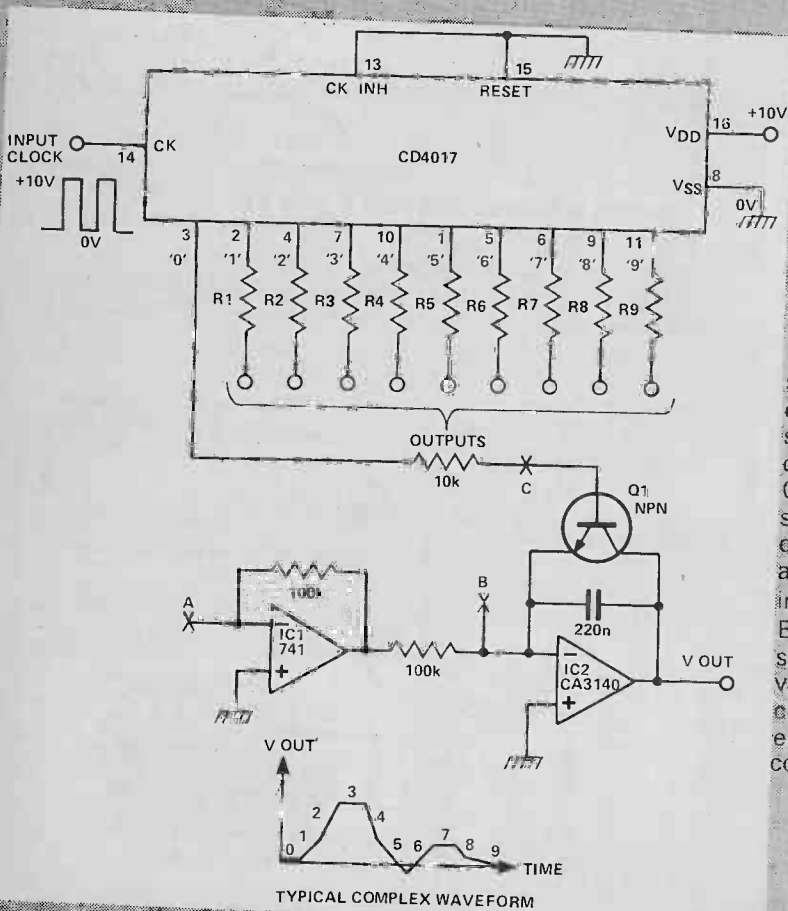 13
15
CK INH
RESET
+10V
16
VDD
INPUT
CLOCK
14
CK
CD4017
8
VSS
0V
+10V
0V
3
2
4
7
10
1
5
6
9
11
'0'
'1'
'2'
'3'
'4'
'5'
'6'
'7'
'8'
'9'
R1
R2
R3
R4
R5
R6
R7
R8
R9
OUTPUTS
10k
C
Q1
NPN
100k
A
B
IC1
741
100k
220n
IC2
CA3140
V OUT
V OUT'
0
1
2
3
4
5
6
7
8
9
TIME
TYPICAL COMPLEX WAVEFORM